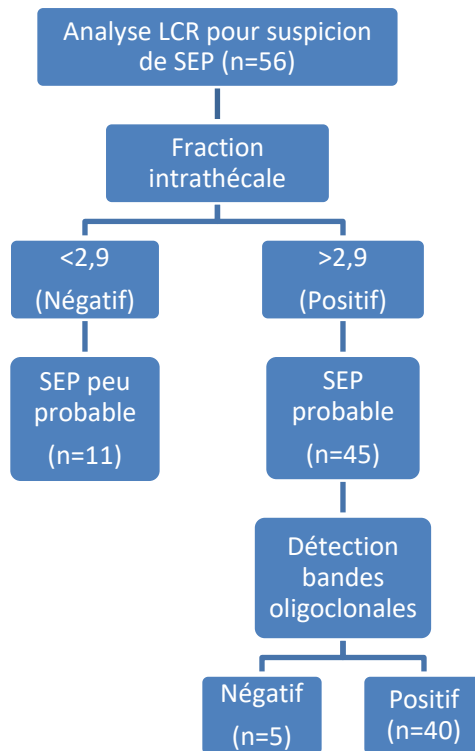 Analyse LCR pour suspicion
de SEP (n=56)
Fraction
intrathécale
<2,9
(Négatif)
>2,9
(Positif)
SEP peu
probable
(n=11)
SEP
probable
(n=45)
Détection
bandes
oligoclonales
Négatif
(n=5)
Positif
(n=40)